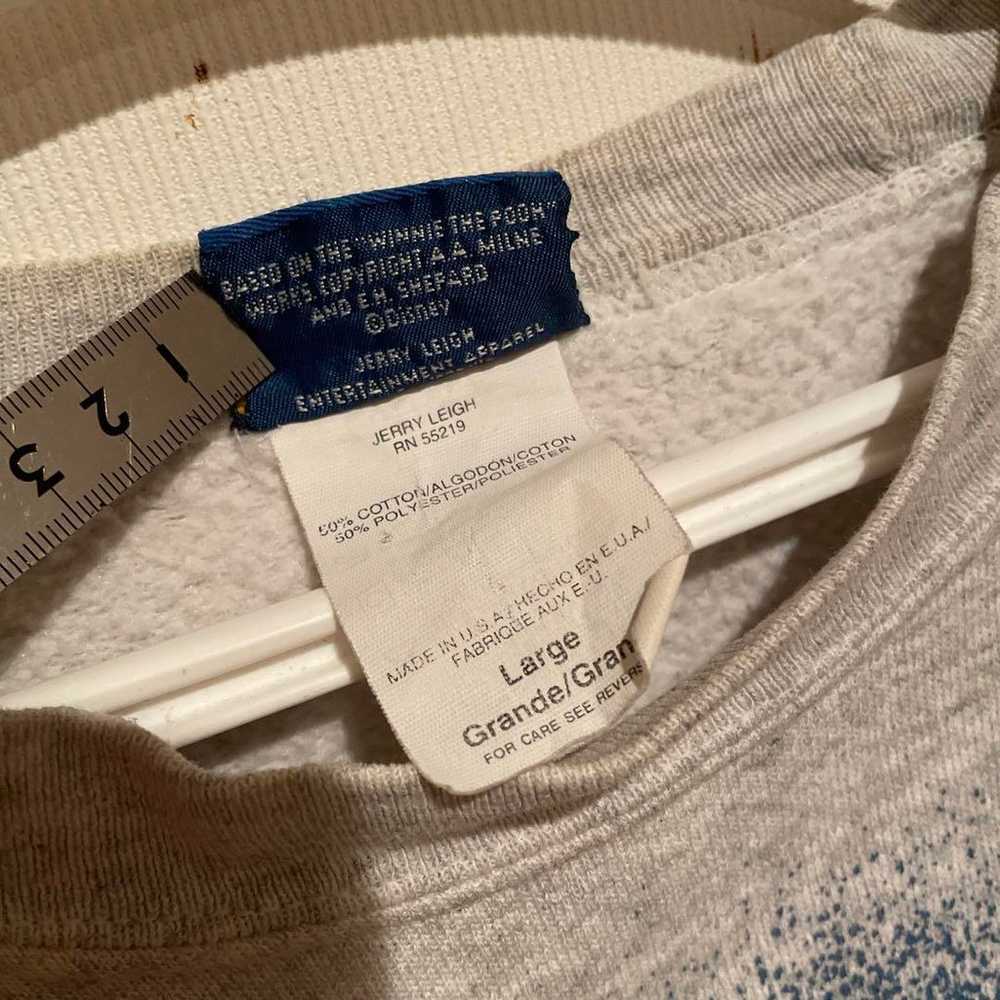 BASED ON THE "WINNIE THE POOH"
WORKS COPYRIGHT A A MILNE
AND E.H. SHEPARD
©Disney
JERRY LEIGH
ENTERTAINMENT APPAREL
JERRY LEIGH
RN 55219
50% COTTON/ALGODON/COTON
50% POLYESTER/POLIESTER
MADE IN U.S.A./HECHO EN E.U.A./
FABRIQUE AUX E.-U.
Large
Grande/Gran
FOR CARE SEE REVERS
1
2
3